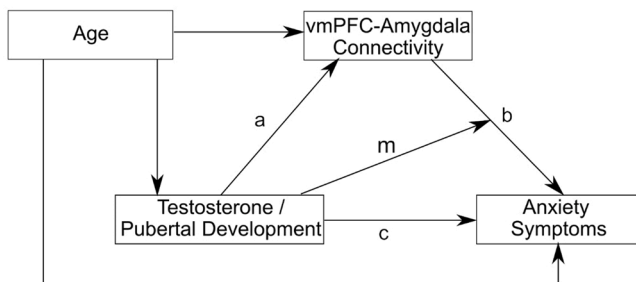 Age
vmPFC-Amygdala
Connectivity
a
b
m
Testosterone /
Pubertal Development
c
Anxiety
Symptoms